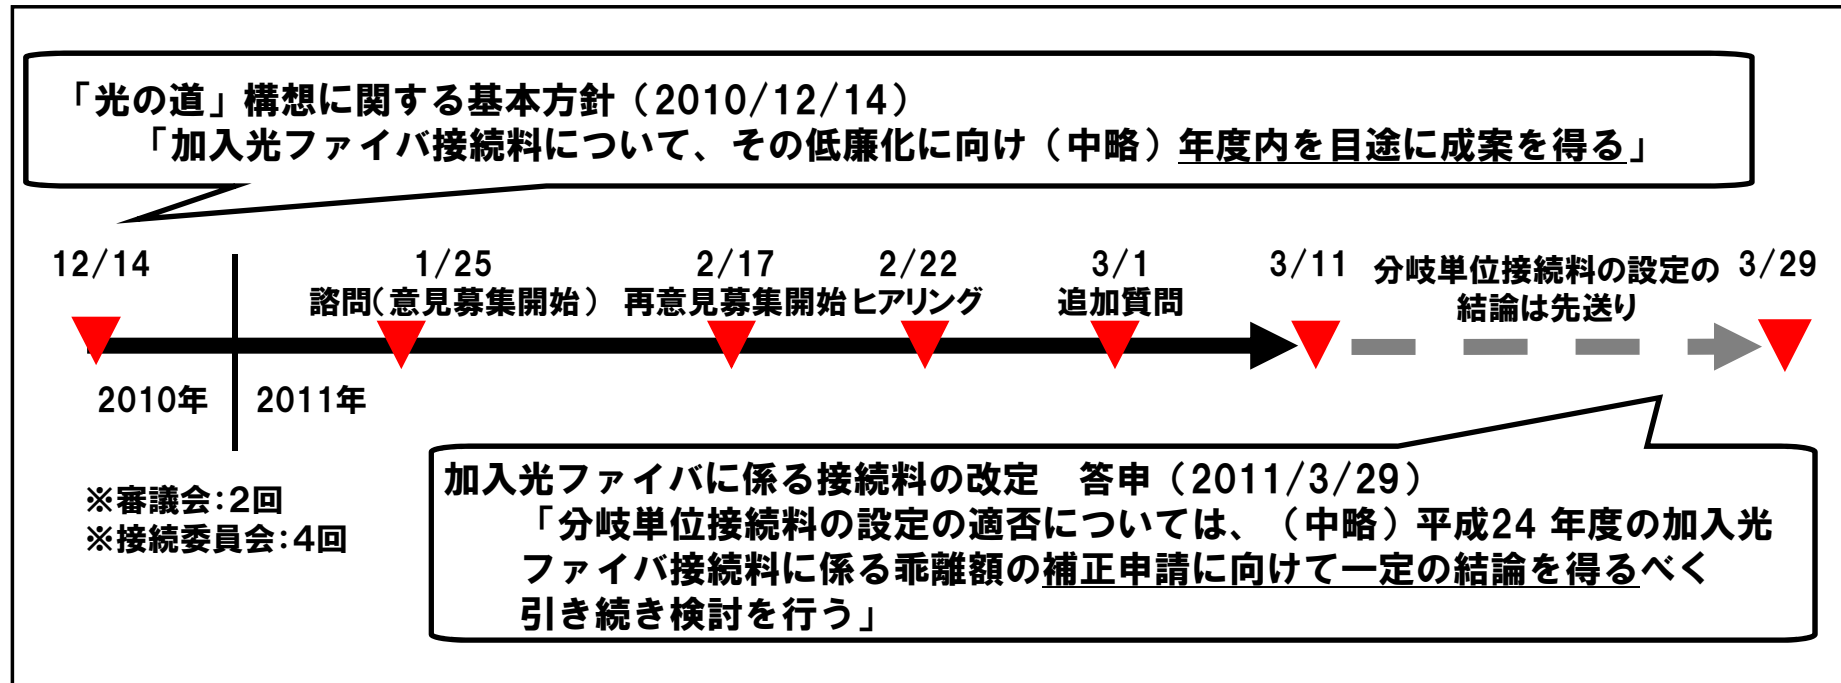 「光の道」構想に関する基本方針（2010/12/14）
「加入光ファイバ接続料について、その低廉化に向け（中略）年度内を目途に成案を得る」
12/14
1/25
諮問（意見募集開始）
2/17
再意見募集開始
2/22
ヒアリング
3/1
追加質問
3/11
分岐単位接続料の設定の
結論は先送り
3/29
2010年
2011年
※審議会：2回
※接続委員会：4回
加入光ファイバに係る接続料の改定　答申（2011/3/29）
「分岐単位接続料の設定の適否については、（中略）平成24 年度の加入光
ファイバ接続料に係る乖離額の補正申請に向けて一定の結論を得るべく
引き続き検討を行う」